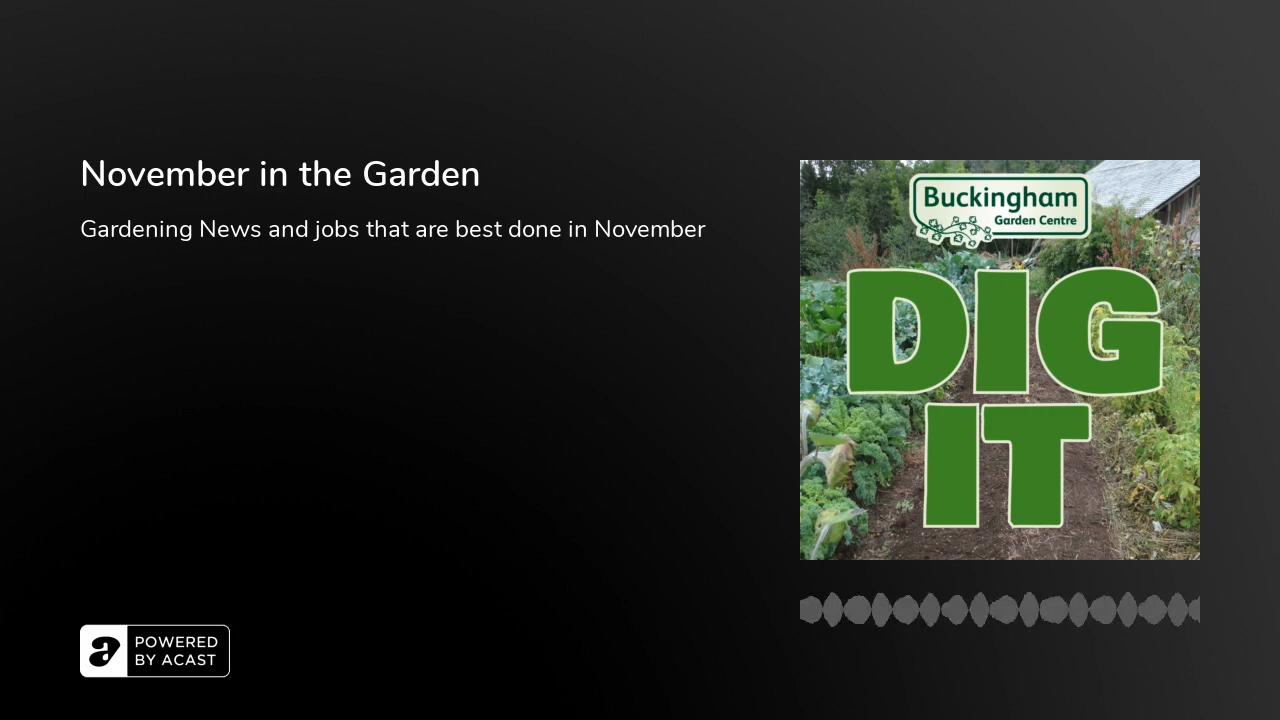 November in the Garden
Gardening News and jobs that are best done in November
Buckingham
Garden Centre
DIG
IT
a POWERED
BY ACAST